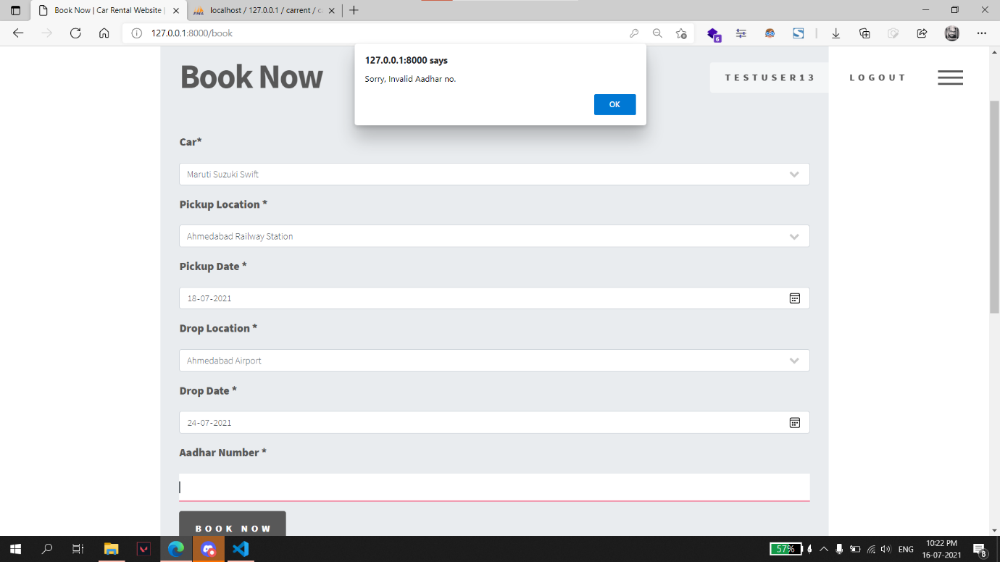 Book Now | Car Rental Website |
localhost / 127.0.0.1 / carrent / c
127.0.0.1:8000/book
6
127.0.0.1:8000 says
Sorry, Invalid Aadhar no.
OK
Book Now
TESTUSER13
LOGOUT
Car*
Maruti Suzuki Swift
Pickup Location *
Ahmedabad Railway Station
Pickup Date *
18-07-2021
Drop Location *
Ahmedabad Airport
Drop Date *
24-07-2021
Aadhar Number *
BOOK NOW
57%
ENG
10:22 PM
16-07-2021
8